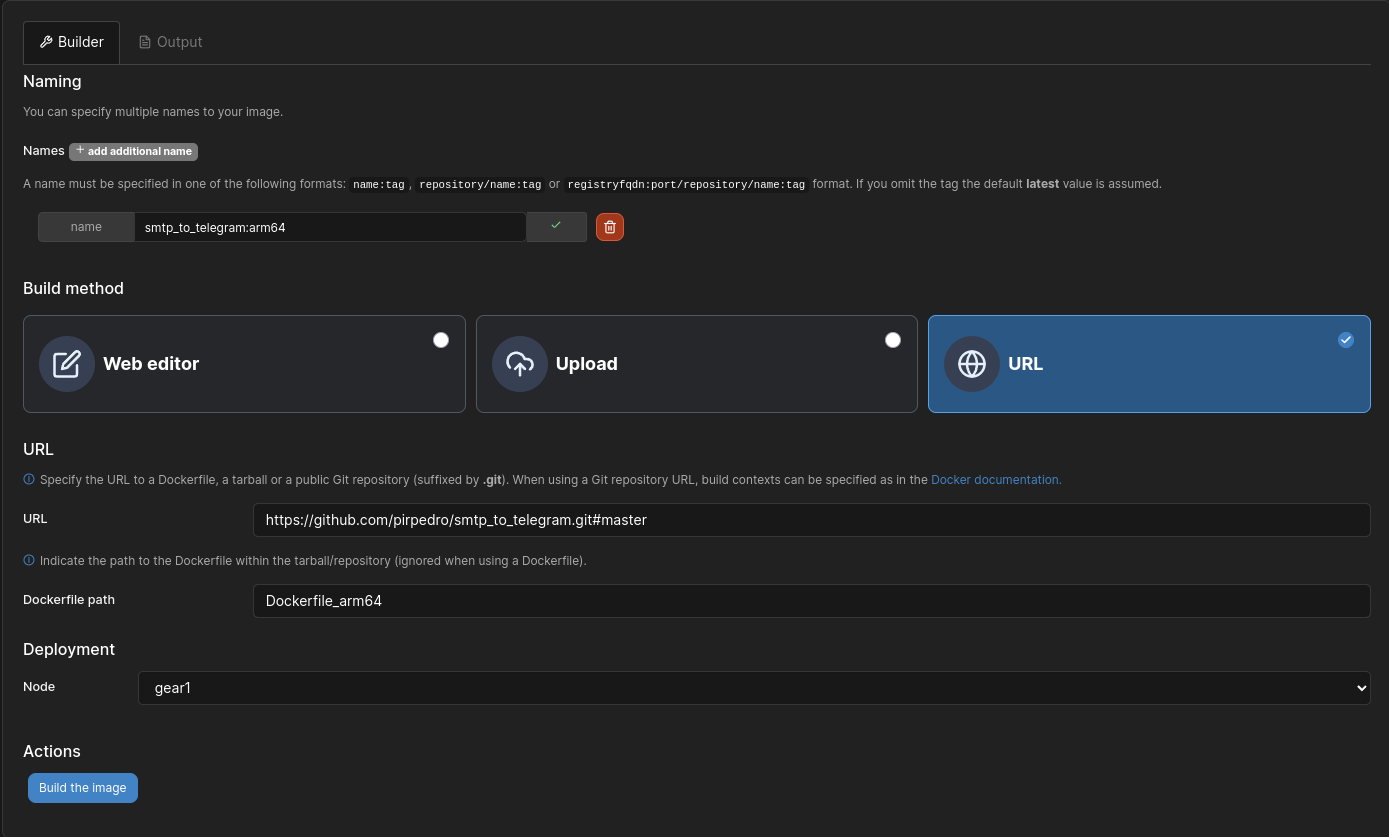 Builder Output
Naming
You can specify multiple names to your image.
Names + add additional name
A name must be specified in one of the following formats: name:tag, repository/name:tag or registryfqdn:port/repository/name:tag format. If you omit the tag the default latest value is assumed.
name smtp_to_telegram:arm64
Build method
Web editor Upload URL
URL
Specify the URL to a Dockerfile, a tarball or a public Git repository (suffixed by .git). When using a Git repository URL, build contexts can be specified as in the Docker documentation.
URL https://github.com/pirpedro/smtp_to_telegram.git#master
Indicate the path to the Dockerfile within the tarball/repository (ignored when using a Dockerfile).
Dockerfile path Dockerfile_arm64
Deployment
Node gear1
Actions
Build the image